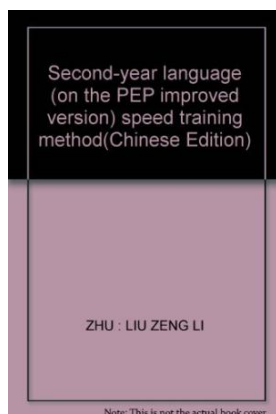 Second-year language
(on the PEP improved
version) speed training
method(Chinese Edition)
ZHU : LIU ZENG LI
Note: This is not the actual book cover